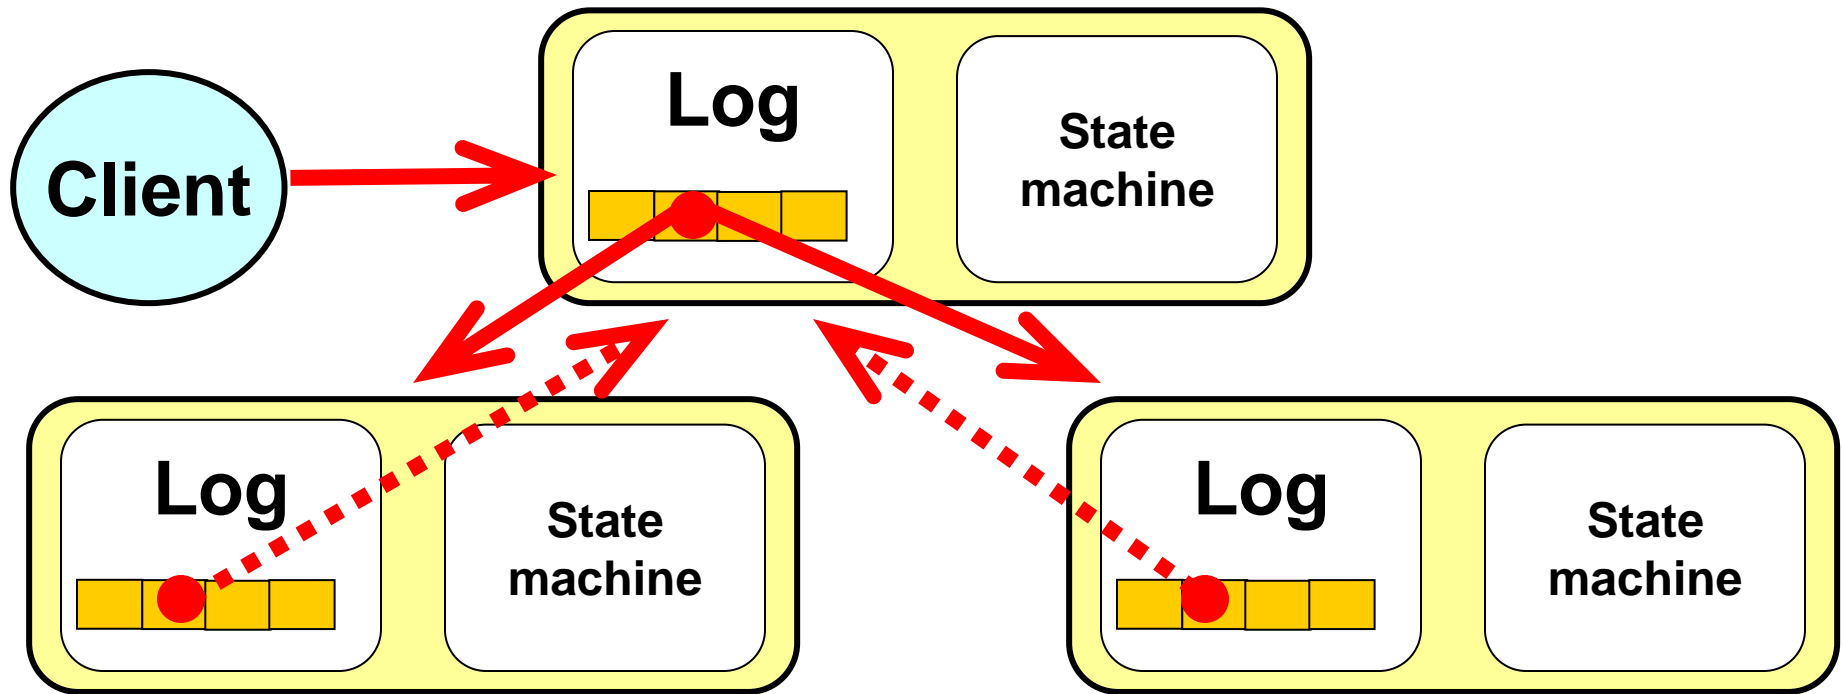 Client
Log
State
machine
Log
State
machine
Log
State
machine